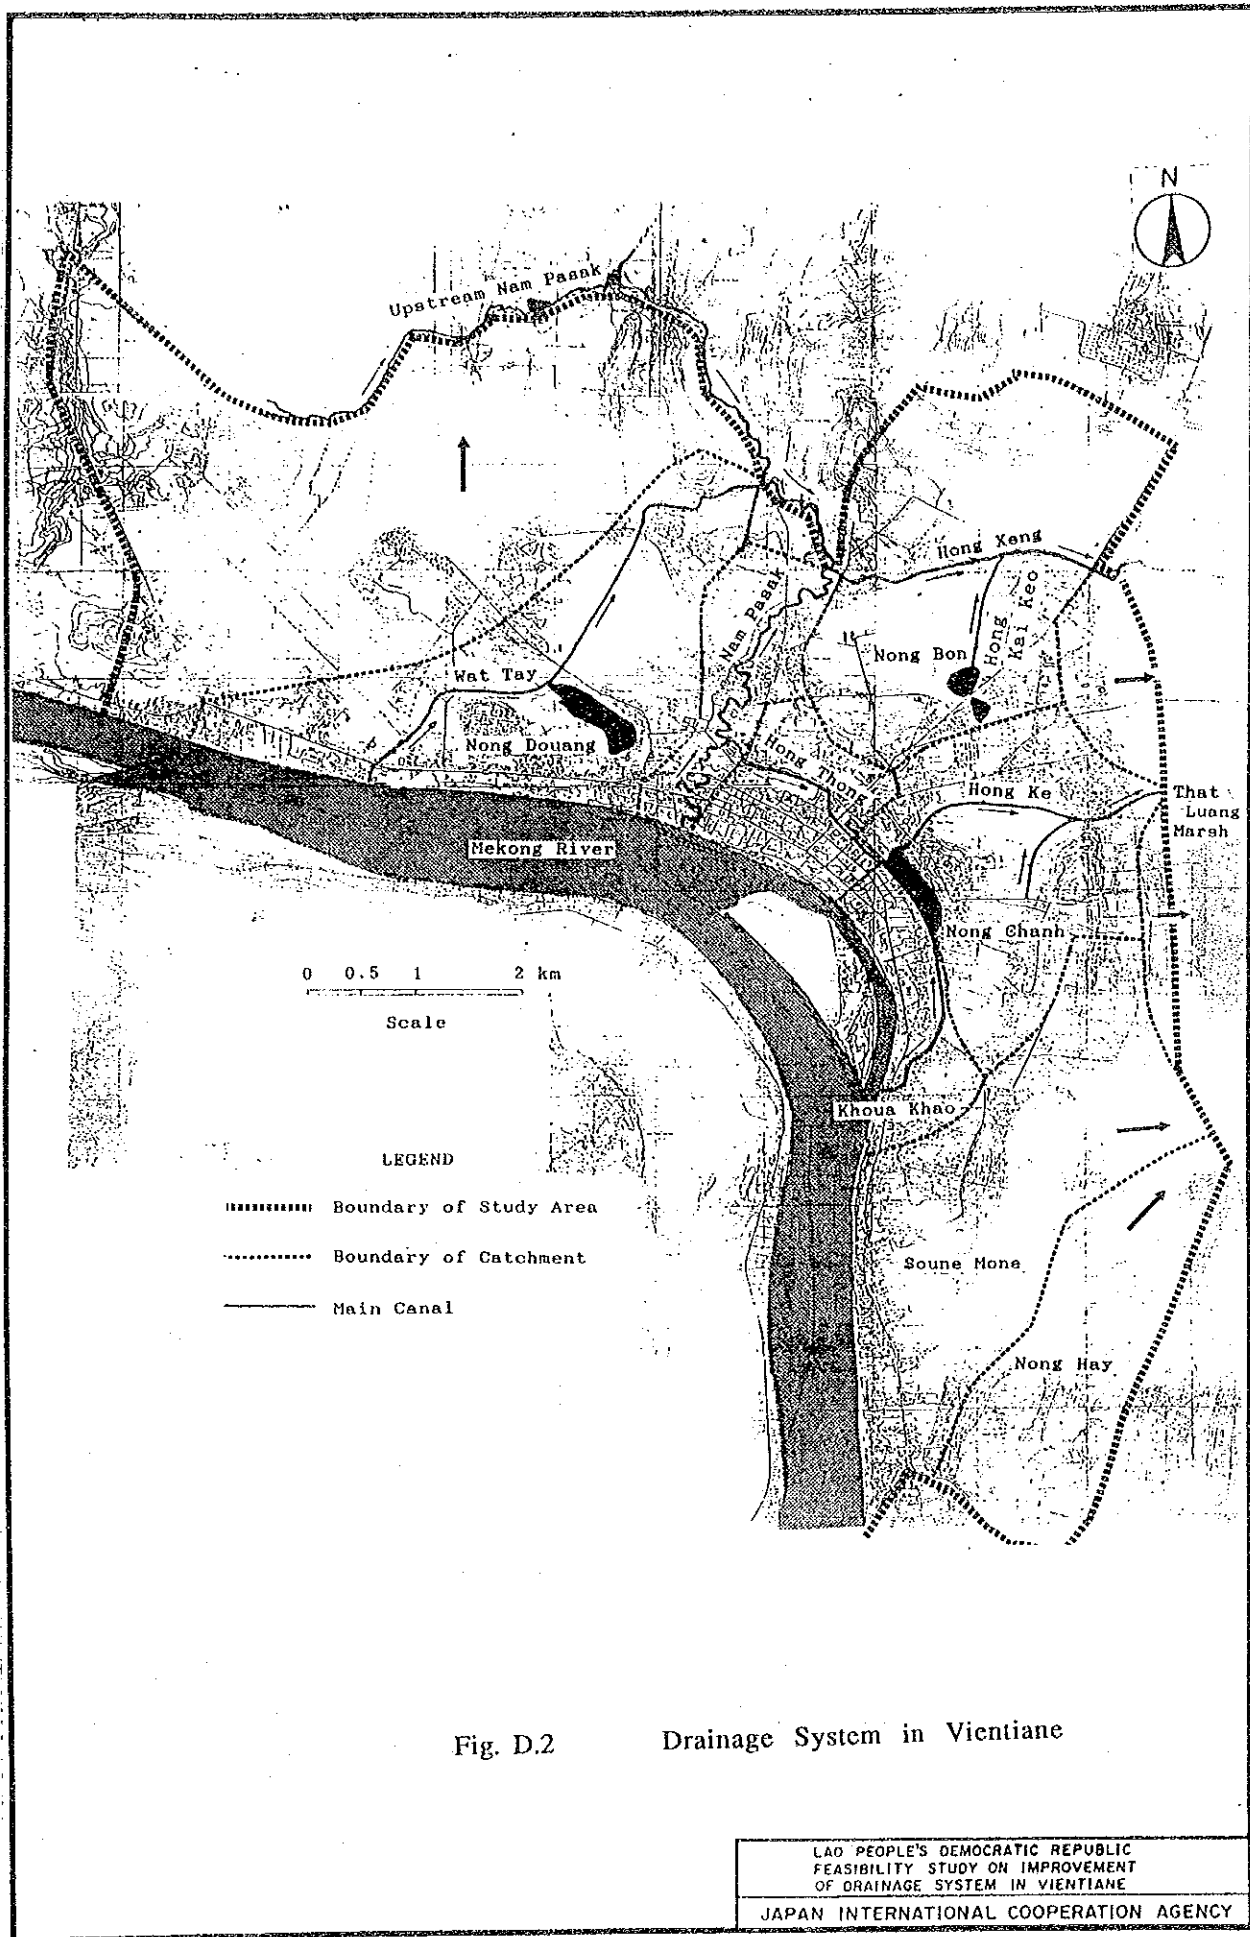 N
Upstream Nam Pasak
Hong Xeng
Hong
Kai Keo
Nam Pasak
Nong Bon
Wat Tay
Nong Douang
Hong Thong
Hong Ke
That
Luang
Marsh
Mekong River
Nong Chanh
0 0.5 1 2 km
Scale
Khoua Khao
LEGEND
Boundary of Study Area
Boundary of Catchment
Main Canal
Soune Mone
Nong Hay
Fig. D.2 Drainage System in Vientiane
LAO PEOPLE'S DEMOCRATIC REPUBLIC
FEASIBILITY STUDY ON IMPROVEMENT
OF DRAINAGE SYSTEM IN VIENTIANE
JAPAN INTERNATIONAL COOPERATION AGENCY